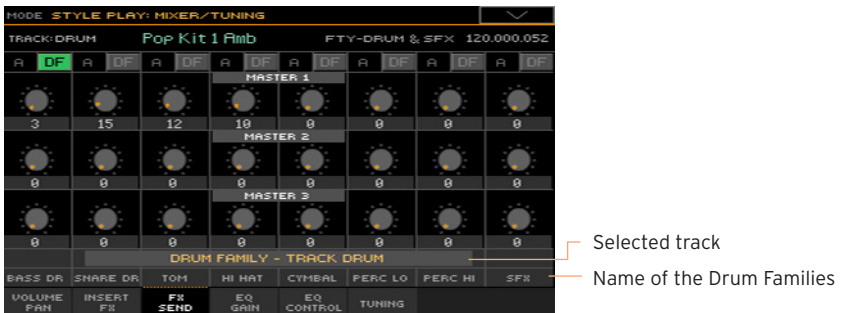 MODE STYLE PLAY: MIXER/TUNING
TRACK:DRUM Pop Kit 1 Amb FTY-DRUM & SFX 120.000.052
A DF A DF A DF A DF A DF A DF A DF A DF
MASTER 1
3 15 12 10 0 0 0 0
MASTER 2
0 0 0 0 0 0 0 0
MASTER 3
0 0 0 0 0 0 0 0
DRUM FAMILY - TRACK DRUM
Selected track
BASS DR SNARE DR TOM HI HAT CYMBAL PERC LO PERC HI SFX
Name of the Drum Families
VOLUME PAN INSERT FX FX SEND EQ GAIN EQ CONTROL TUNING